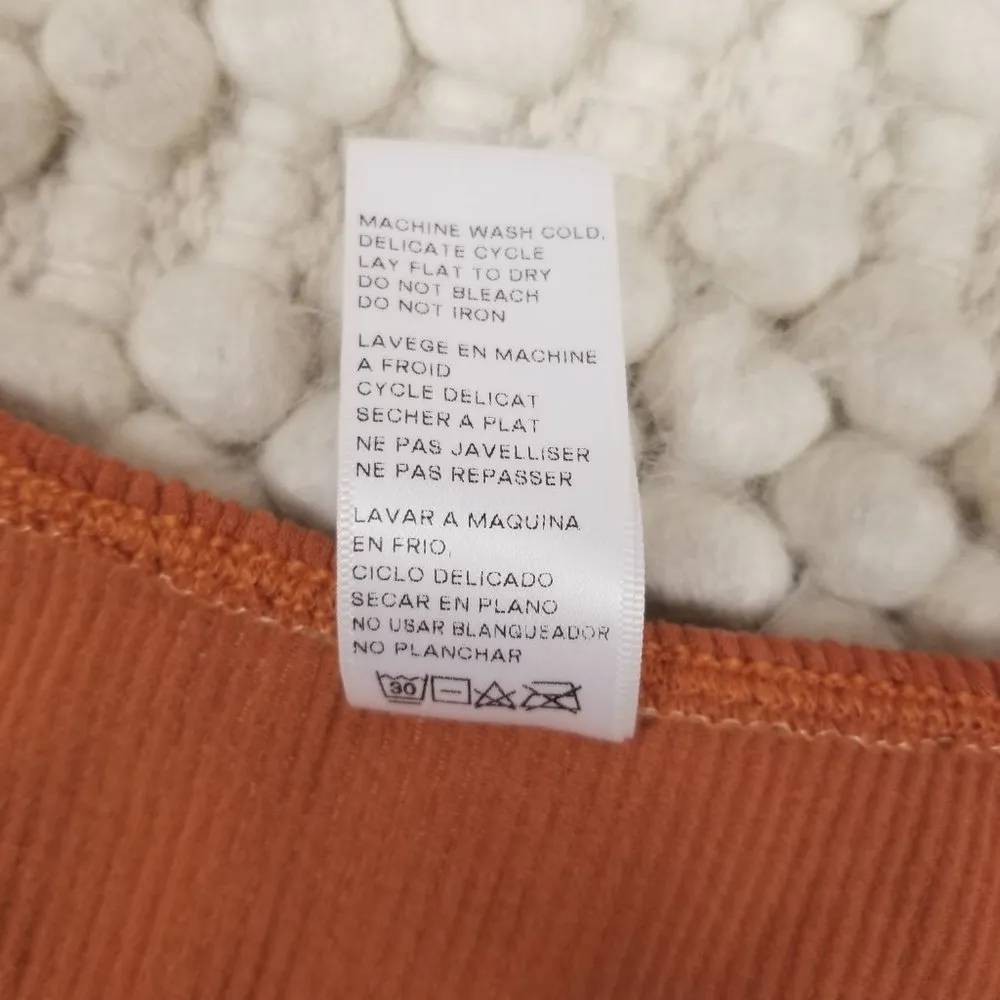 MACHINE WASH COLD,
DELICATE CYCLE
LAY FLAT TO DRY
DO NOT BLEACH
DO NOT IRON
LAVEGE EN MACHINE
A FROID
CYCLE DELICAT
SECHER A PLAT
NE PAS JAVELLISER
NE PAS REPASSER
LAVAR A MAQUINA
EN FRIO,
CICLO DELICADO
SECAR EN PLANO
NO USAR BLANQUEADOR
NO PLANCHAR
30